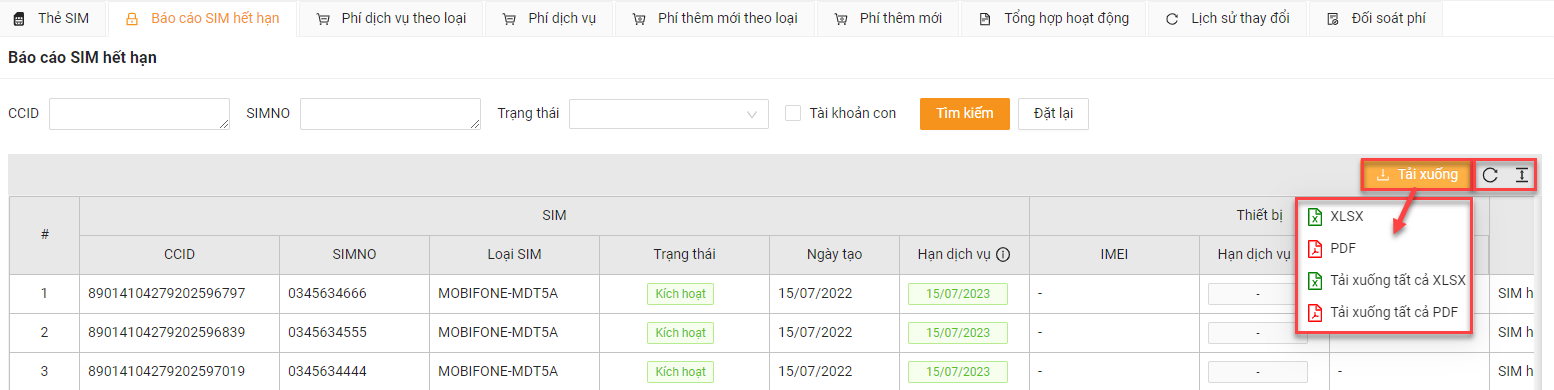 Thẻ SIM Báo cáo SIM hết hạn Phí dịch vụ theo loại Phí dịch vụ Phí thêm mới theo loại Phí thêm mới Tổng hợp hoạt động Lịch sử thay đổi Đối soát phí
Báo cáo SIM hết hạn
CCID SIMNO Trạng thái Tài khoản con Tìm kiếm Đặt lại
Tải xuống
XLSX
PDF
Tải xuống tất cả XLSX
Tải xuống tất cả PDF
# SIM Thiết bị
CCID SIMNO Loại SIM Trạng thái Ngày tạo Hạn dịch vụ IMEI Hạn dịch vụ
1 89014104279202596797 0345634666 MOBIFONE-MDT5A Kích hoạt 15/07/2022 15/07/2023 - - SIM h
2 89014104279202596839 0345634555 MOBIFONE-MDT5A Kích hoạt 15/07/2022 15/07/2023 - - SIM h
3 89014104279202597019 0345634444 MOBIFONE-MDT5A Kích hoạt 15/07/2022 15/07/2023 - - - SIM h